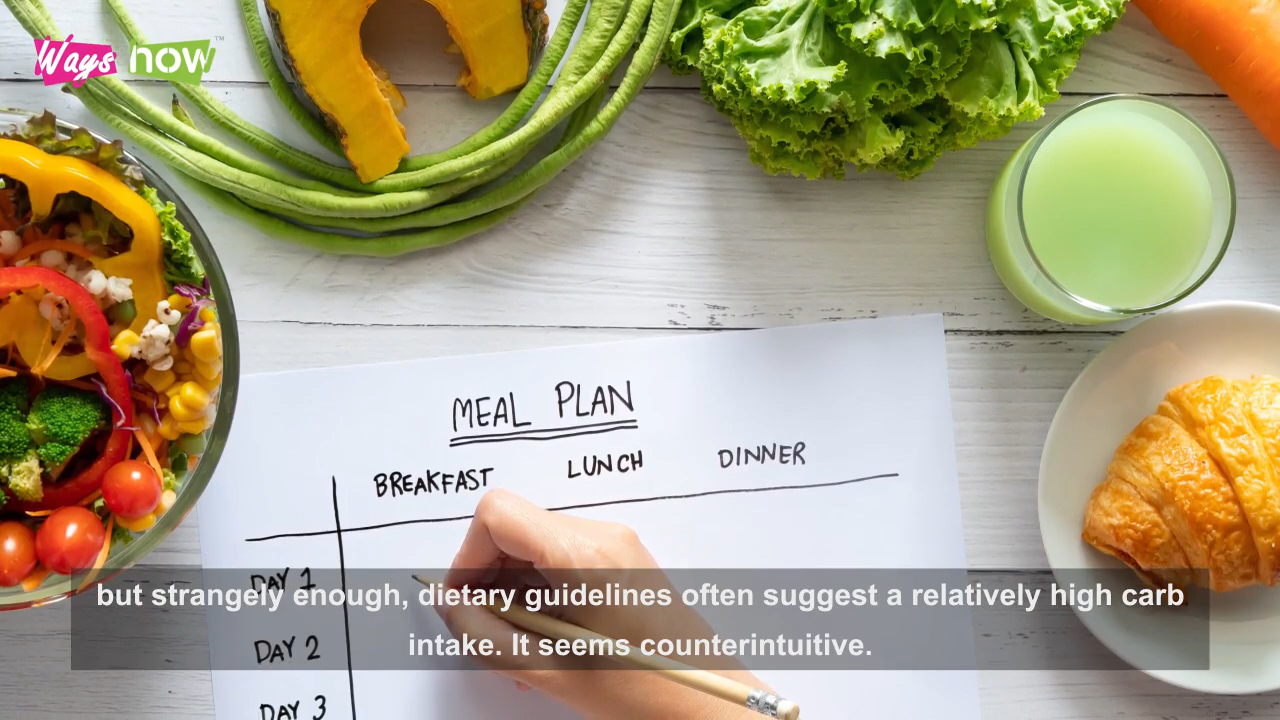 Ways now™
MEAL PLAN
BREAKFAST LUNCH DINNER
DAY 1
DAY 2
DAY 3
but strangely enough, dietary guidelines often suggest a relatively high carb
intake. It seems counterintuitive.